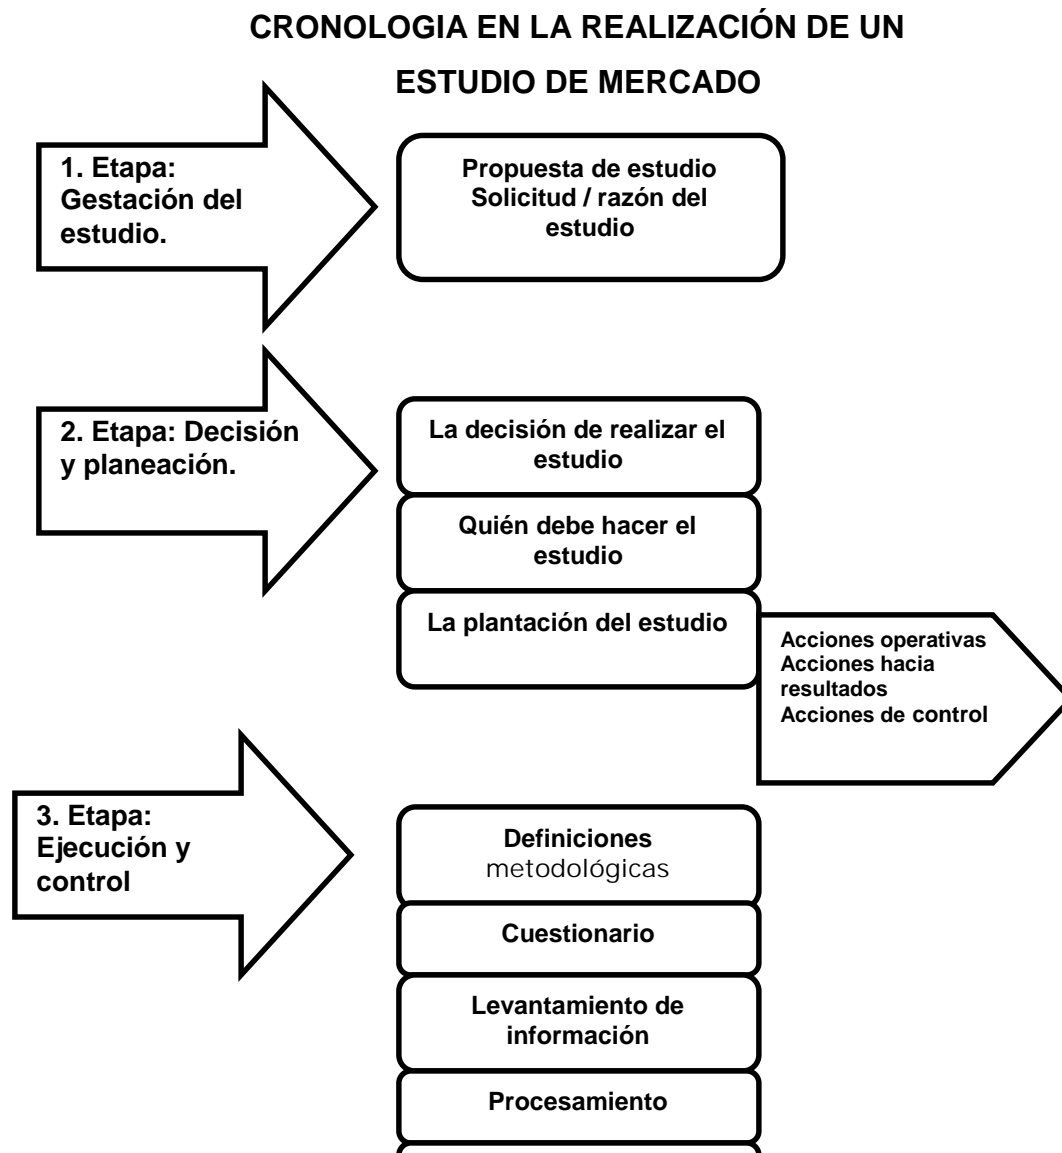 CRONOLOGIA EN LA REALIZACIÓN DE UN
ESTUDIO DE MERCADO
1. Etapa:
Gestación del
estudio.
Propuesta de estudio
Solicitud / razón del
estudio
2. Etapa: Decisión
y planeación.
La decisión de realizar el
estudio
Quién debe hacer el
estudio
La plantación del estudio
Acciones operativas
Acciones hacia
resultados
Acciones de control
3. Etapa:
Ejecución y
control
Definiciones
metodológicas
Cuestionario
Levantamiento de
información
Procesamiento